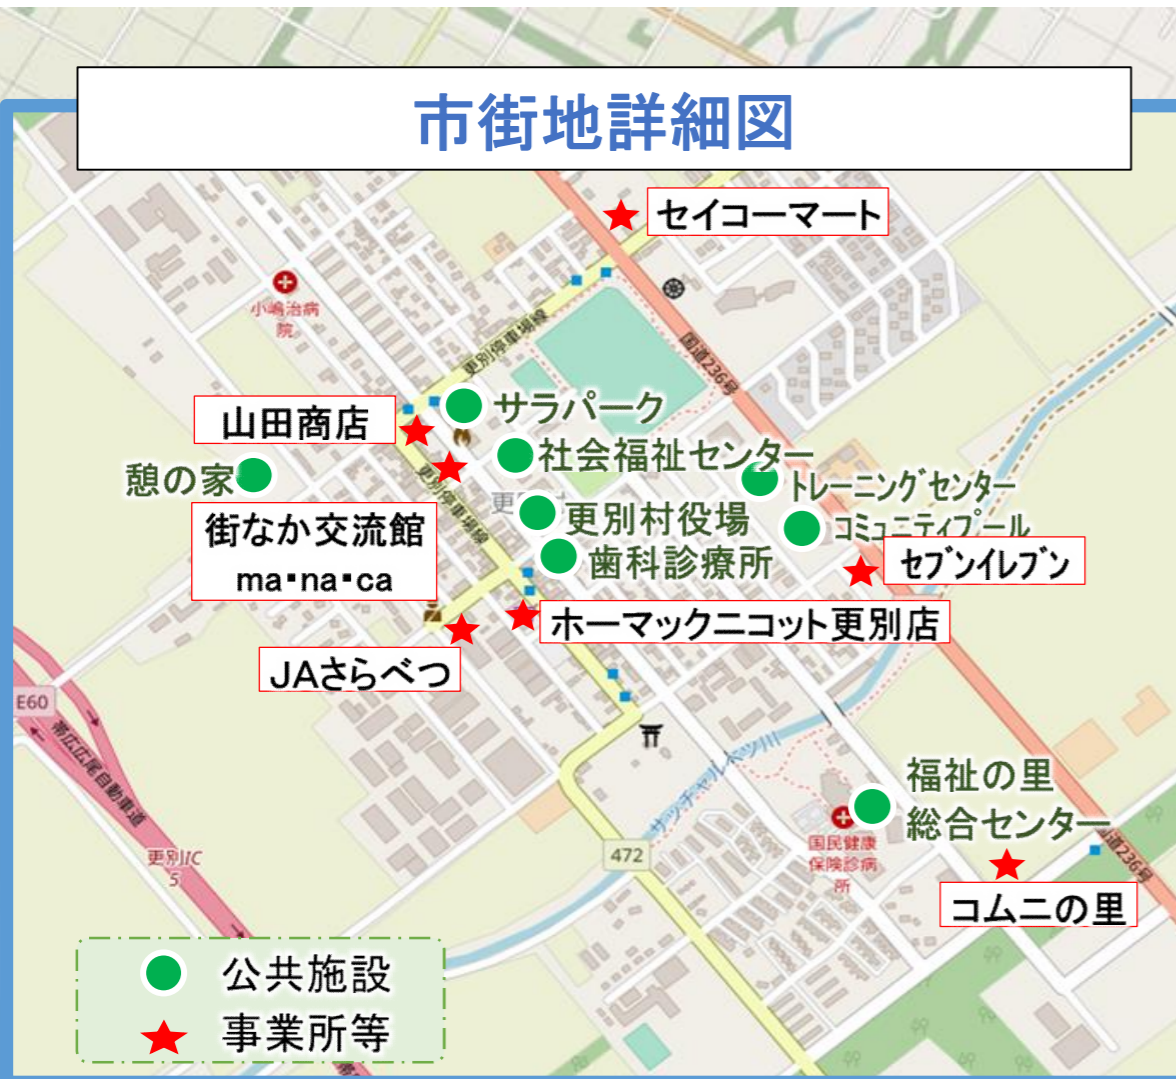 市街地詳細図
セイコーマート
小嶋治病
院
更別停車場線
国道236号
山田商店
サラパーク
社会福祉センター
憩の家
トレーニングセンター
街なか交流館
ma・na・ca
更別停車場線
更
更別村役場
コミュニティプール
歯科診療所
セブンイレブン
ホーマックニコット更別店
JAさらべつ
E60
帯広広尾自動車道
サッチャルベツ川
福祉の里
総合センター
国民健康
保険診病
所
国道236号
更別IC
5
472
コムニの里
公共施設
事業所等